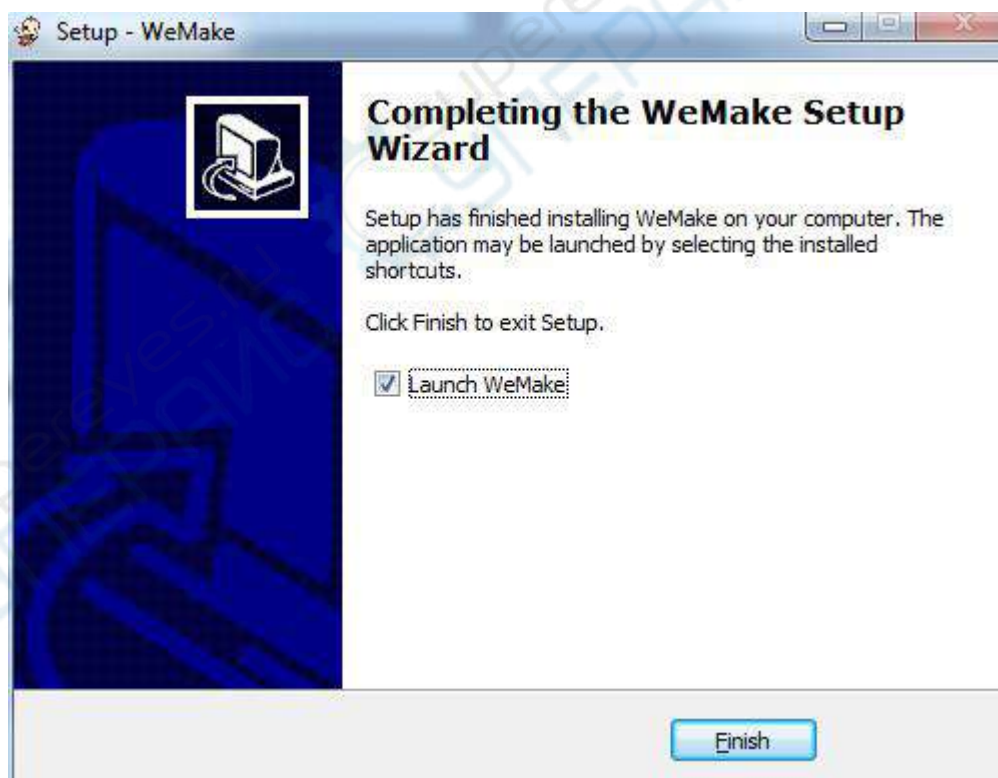 Setup - WeMake
Completing the WeMake Setup
Wizard
Setup has finished installing WeMake on your computer. The
application may be launched by selecting the installed
shortcuts.
Click Finish to exit Setup.
Launch WeMake
Finish